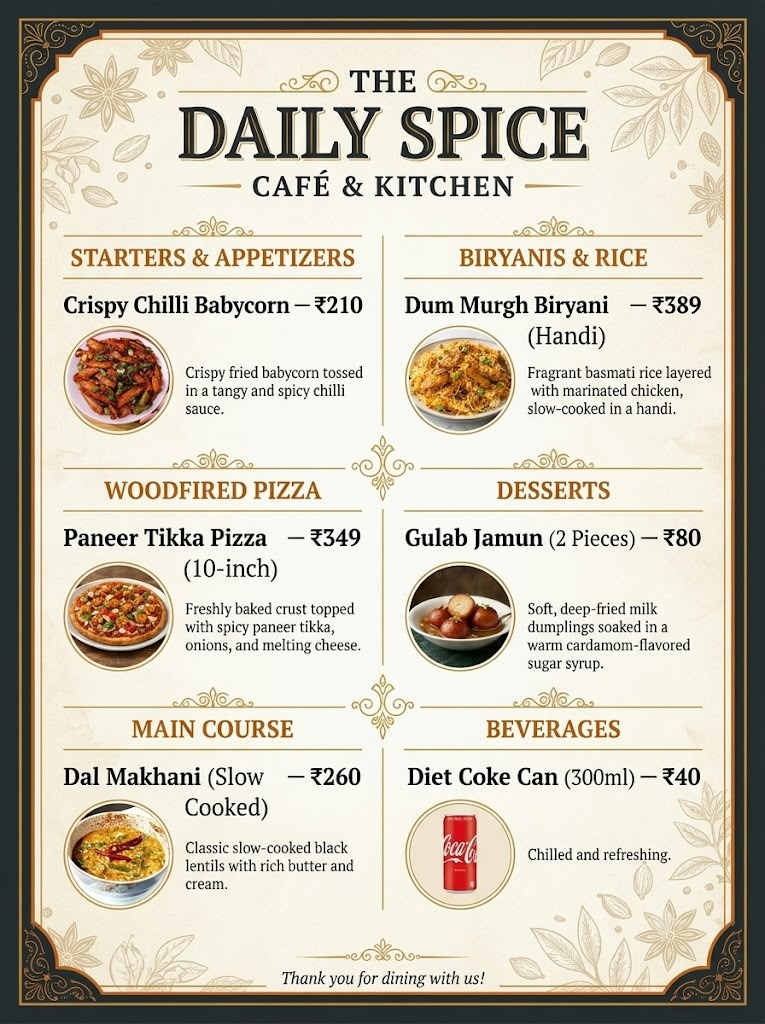 THE
DAILY SPICE
CAFÉ & KITCHEN
STARTERS & APPETIZERS
Crispy Chilli Babycorn — ₹210
Crispy fried babycorn tossed
in a tangy and spicy chilli
sauce.
BIRYANIS & RICE
Dum Murgh Biryani — ₹389
(Handi)
Fragrant basmati rice layered
with marinated chicken,
slow-cooked in a handi.
WOODFIRED PIZZA
Paneer Tikka Pizza — ₹349
(10-inch)
Freshly baked crust topped
with spicy paneer tikka,
onions, and melting cheese.
DESSERTS
Gulab Jamun (2 Pieces) — ₹80
Soft, deep-fried milk
dumplings soaked in a
warm cardamom-flavored
sugar syrup.
MAIN COURSE
Dal Makhani (Slow — ₹260
Cooked)
Classic slow-cooked black
lentils with rich butter and
cream.
BEVERAGES
Diet Coke Can (300ml) — ₹40
Coca-C
Chilled and refreshing.
Thank you for dining with us!